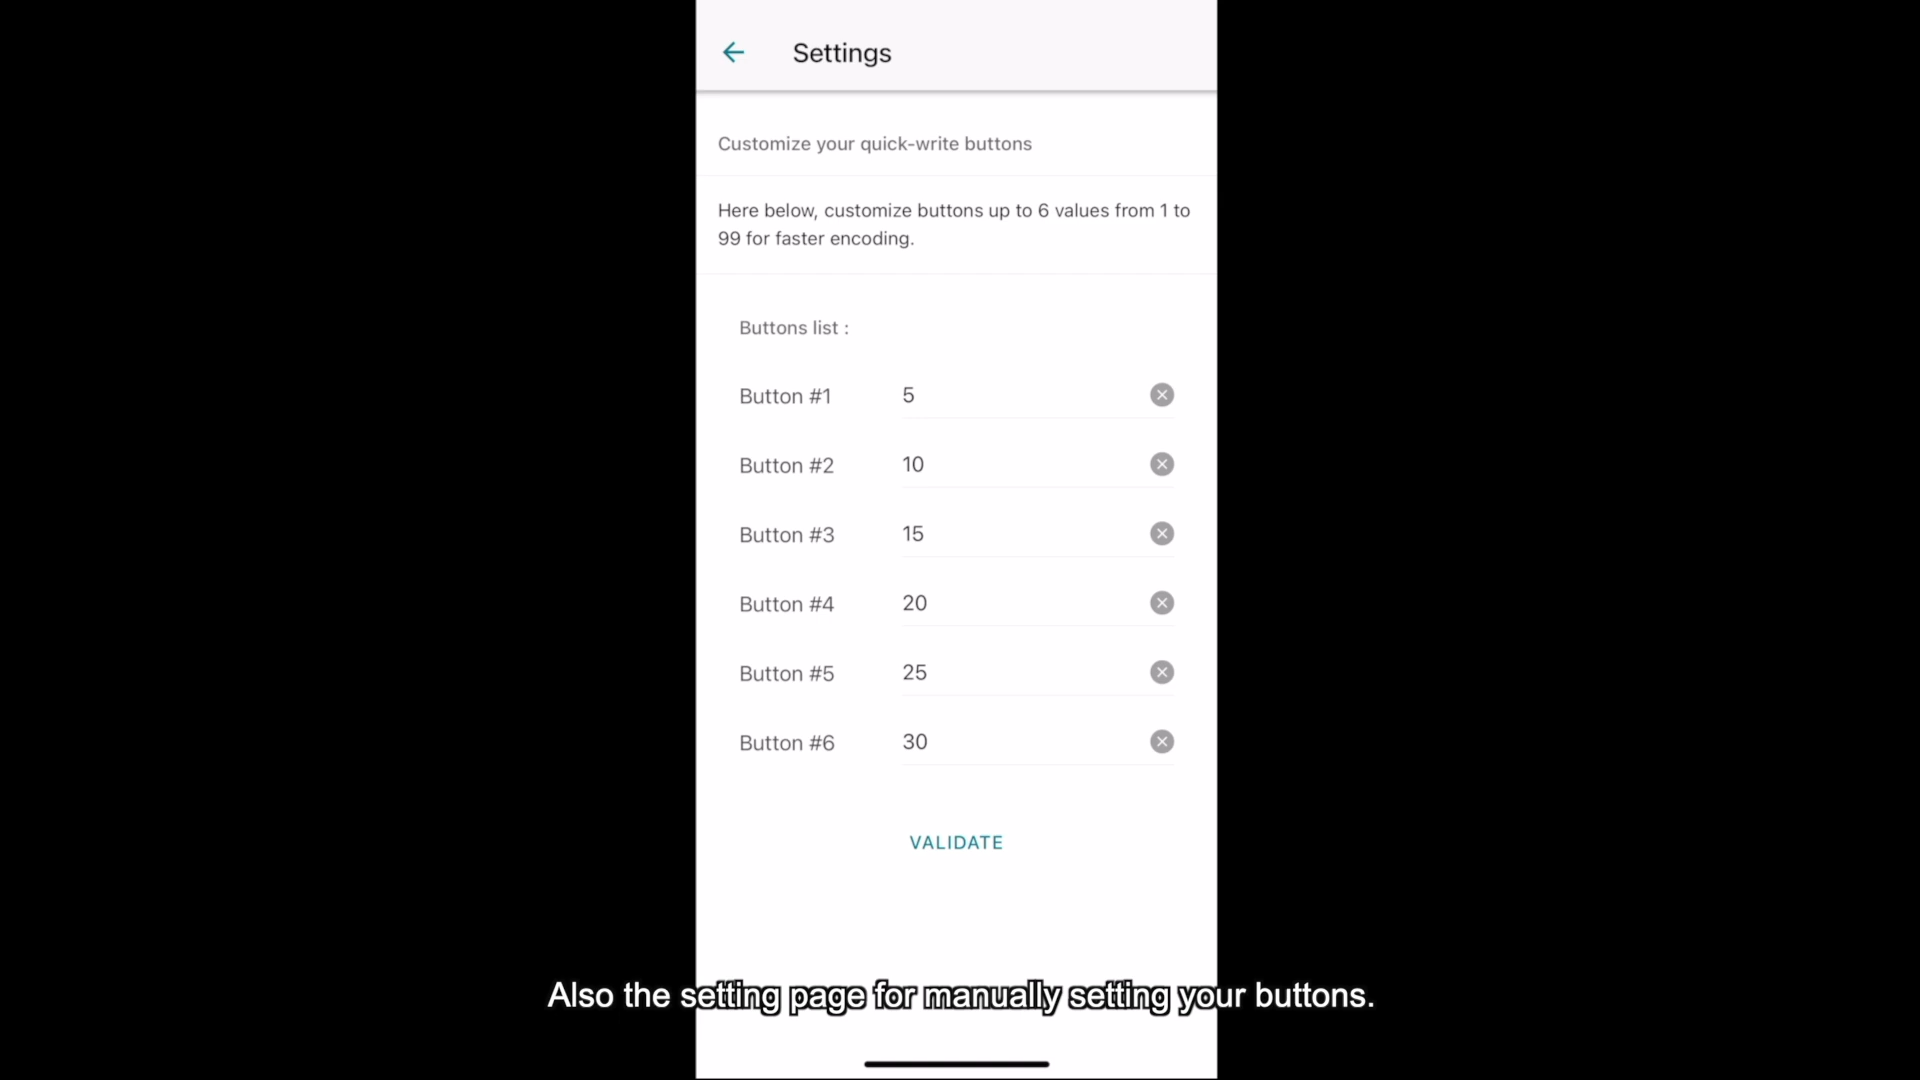 Settings
Customize your quick-write buttons
Here below, customize buttons up to 6 values from 1 to
99 for faster encoding.
Buttons list :
Button #1 5
Button #2 10
Button #3 15
Button #4 20
Button #5 25
Button #6 30
VALIDATE
Also the setting page for manually setting your buttons.